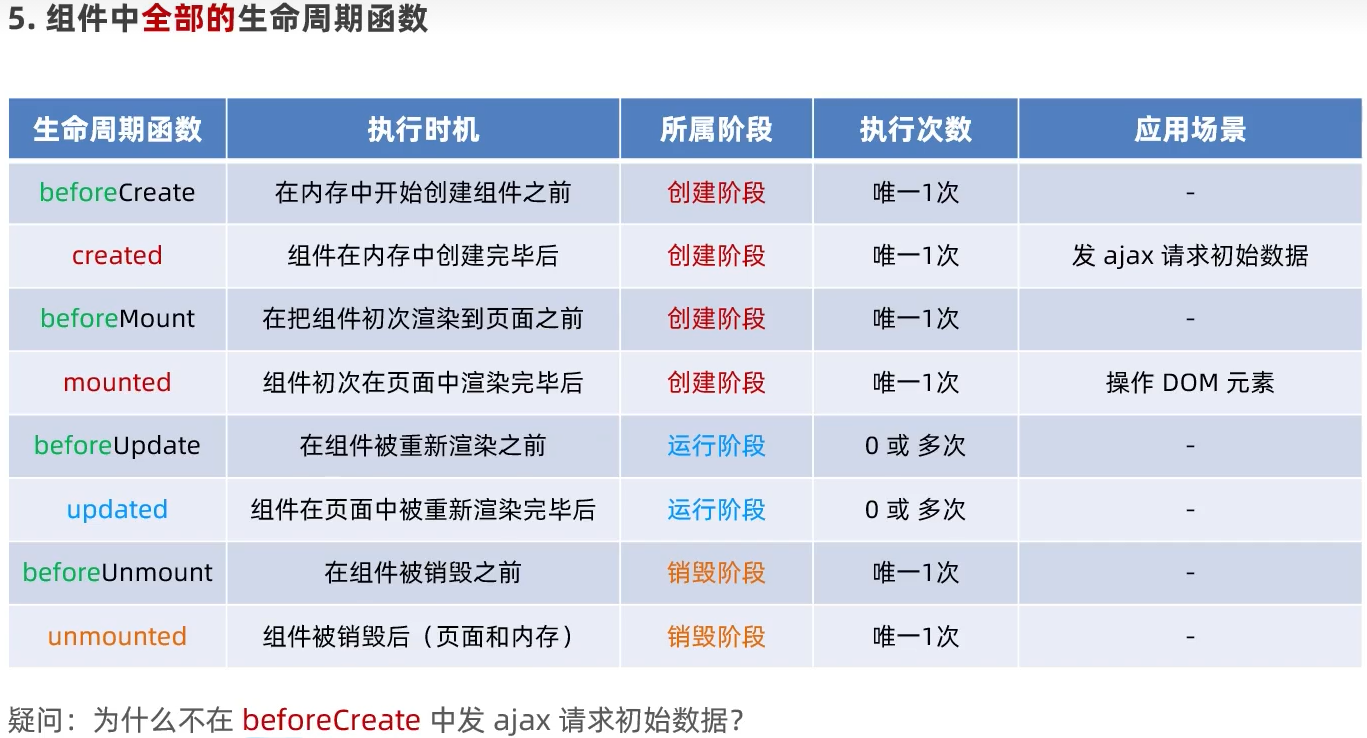 5. 组件中全部的生命周期函数
生命周期函数 执行时机 所属阶段 执行次数 应用场景
beforeCreate 在内存中开始创建组件之前 创建阶段 唯一1次 -
created 组件在内存中创建完毕后 创建阶段 唯一1次 发 ajax 请求初始数据
beforeMount 在把组件初次渲染到页面之前 创建阶段 唯一1次 -
mounted 组件初次在页面中渲染完毕后 创建阶段 唯一1次 操作 DOM 元素
beforeUpdate 在组件被重新渲染之前 运行阶段 0 或 多次 -
updated 组件在页面中被重新渲染完毕后 运行阶段 0 或 多次 -
beforeUnmount 在组件被销毁之前 销毁阶段 唯一1次 -
unmounted 组件被销毁后（页面和内存） 销毁阶段 唯一1次 -
疑问：为什么不在 beforeCreate 中发 ajax 请求初始数据？